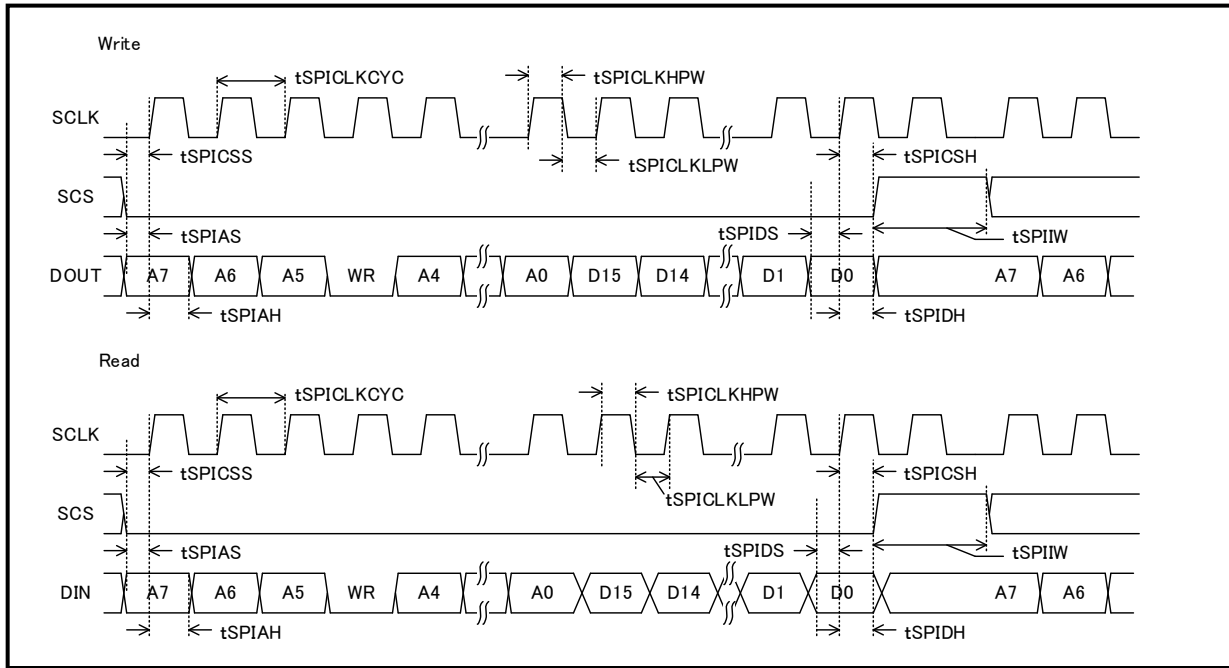 Write
tSPICLKCYC tSPICLKHPW
SCLK
tSPICSS tSPICLKLPW tSPICSH
SCS
tSPIAS tSPIDS tSPIIW
DOUT A7 A6 A5 WR A4 A0 D15 D14 D1 D0 A7 A6
tSPIAH tSPIDH
Read
tSPICLKCYC tSPICLKHPW
SCLK
tSPICSS tSPICSH
tSPICLKLPW
SCS
tSPIAS tSPIDS tSPIIW
DIN A7 A6 A5 WR A4 A0 D15 D14 D1 D0 A7 A6
tSPIAH tSPIDH